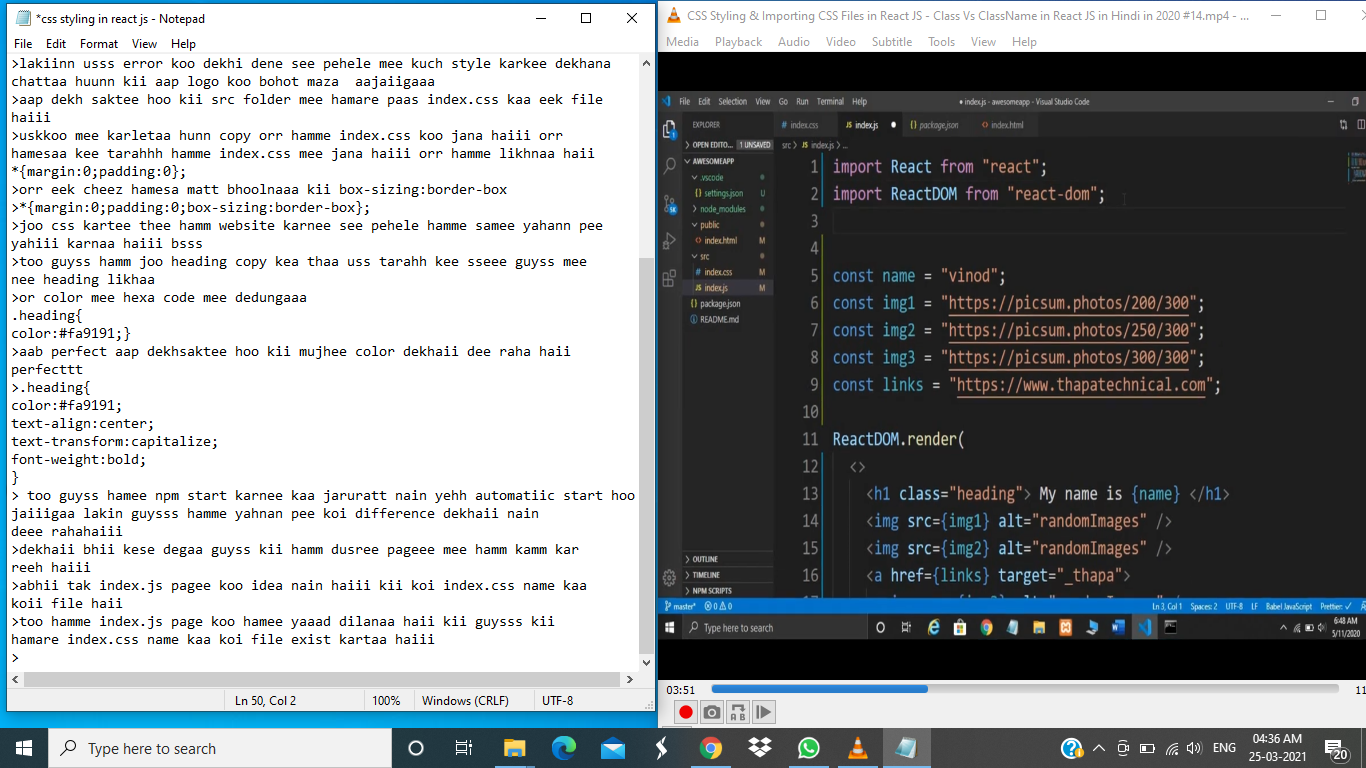 *css styling in react js - Notepad
File Edit Format View Help
>lakiinn usss error koo dekhi dene see pehele mee kuch style karkee dekhana
chattaa huunn kii aap logo koo bohot maza  aajaiigaaa
>aap dekh saktee hoo kii src folder mee hamare paas index.css kaa eek file
haiii
>uskkoo mee karletaa hunn copy orr hamme index.css koo jana haiii orr
hamesaa kee tarahhh hamme index.css mee jana haiii orr hamme likhnaa haii
*{margin:0;padding:0};
>orr eek cheez hamesa matt bhoolnaaa kii box-sizing:border-box
>*{margin:0;padding:0;box-sizing:border-box};
>joo css kartee thee hamm website karnee see pehele hamme samee yahann pee
yahiii karnaa haiii bsss
>too guyss hamm joo heading copy kea thaa uss tarahh kee sseee guyss mee
nee heading likhaa
>or color mee hexa code mee dedungaaa
.heading{
color:#fa9191;}
>aab perfect aap dekhsaktee hoo kii mujhee color dekhaii dee raha haii
perfecttt
>.heading{
color:#fa9191;
text-align:center;
text-transform:capitalize;
font-weight:bold;
}
> too guyss hamee npm start karnee kaa jaruratt nain yehh automatiic start hoo
jaiiigaa lakin guysss hamme yahnan pee koi difference dekhaii nain
deee rahahaiii
>dekhaii bhii kese degaa guyss kii hamm dusree pageee mee hamm kamm kar
reeh haiii
>abhii tak index.js pagee koo idea nain haiii kii koi index.css name kaa
koii file haii
>too hamme index.js page koo hamee yaaad dilanaa haii kii guysss kii
hamare index.css name kaa koi file exist kartaa haiii
>
Ln 50, Col 2 100% Windows (CRLF) UTF-8
CSS Styling & Importing CSS Files in React JS - Class Vs ClassName in React JS in Hindi in 2020 #14.mp4 - ...
Media Playback Audio Video Subtitle Tools View Help
File Edit Selection View Go Run Terminal Help
● index.js - awesomeapp - Visual Studio Code
EXPLORER
OPEN EDITO... 1 UNSAVED
AWESOMEAPP
.vscode
settings.json U
node_modules
public
index.html M
src
# index.css M
JS index.js M
{} package.json
README.md
OUTLINE
TIMELINE
NPM SCRIPTS
# index.css JS index.js ● {} package.json <> index.html
src > JS index.js > ...
1 import React from "react";
2 import ReactDOM from "react-dom";
3
4
5 const name = "vinod";
6 const img1 = "https://picsum.photos/200/300";
7 const img2 = "https://picsum.photos/250/300";
8 const img3 = "https://picsum.photos/300/300";
9 const links = "https://www.thapatechnical.com";
10
11 ReactDOM.render(
12 <>
13 <h1 class="heading"> My name is {name} </h1>
14 <img src={img1} alt="randomImages" />
15 <img src={img2} alt="randomImages" />
16 <a href={links} target="_thapa">
master* 0 0 Ln 3, Col 1 Spaces: 2 UTF-8 LF Babel JavaScript Prettier: ✓
Type here to search
6:48 AM
5/11/2020
03:51
11
Type here to search
ENG
04:36 AM
25-03-2021
20